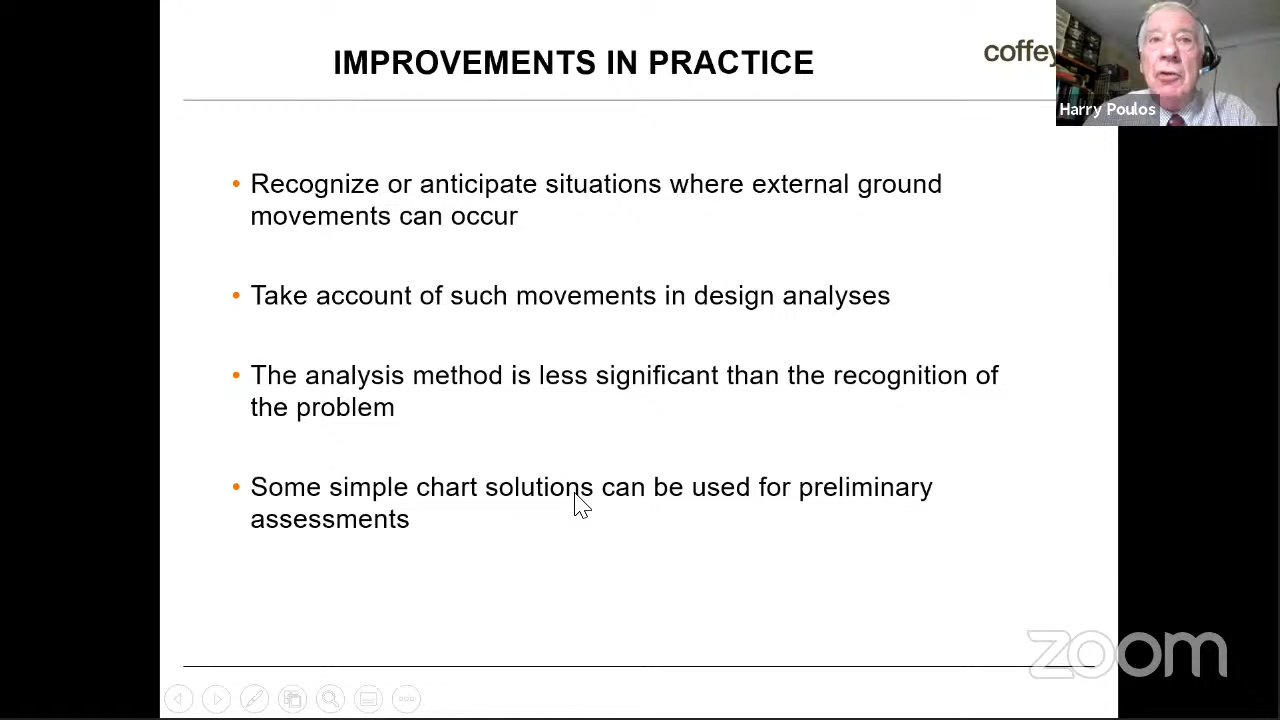 IMPROVEMENTS IN PRACTICE
coffey
Harry Poulos
• Recognize or anticipate situations where external ground
movements can occur
• Take account of such movements in design analyses
• The analysis method is less significant than the recognition of
the problem
• Some simple chart solutions can be used for preliminary
assessments
zoom